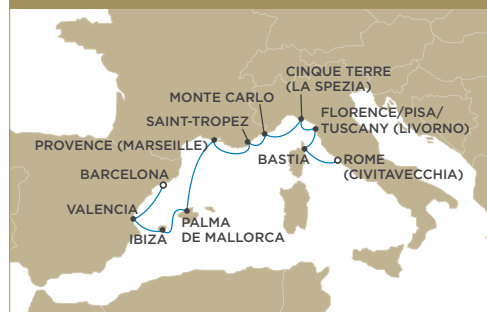 CINQUE TERRE
(LA SPEZIA)
MONTE CARLO
FLORENCE/PISA/
TUSCANY (LIVORNO)
SAINT-TROPEZ
PROVENCE (MARSEILLE)
BASTIA
ROME
(CIVITAVECCHIA)
BARCELONA
VALENCIA
IBIZA
PALMA
DE MALLORCA